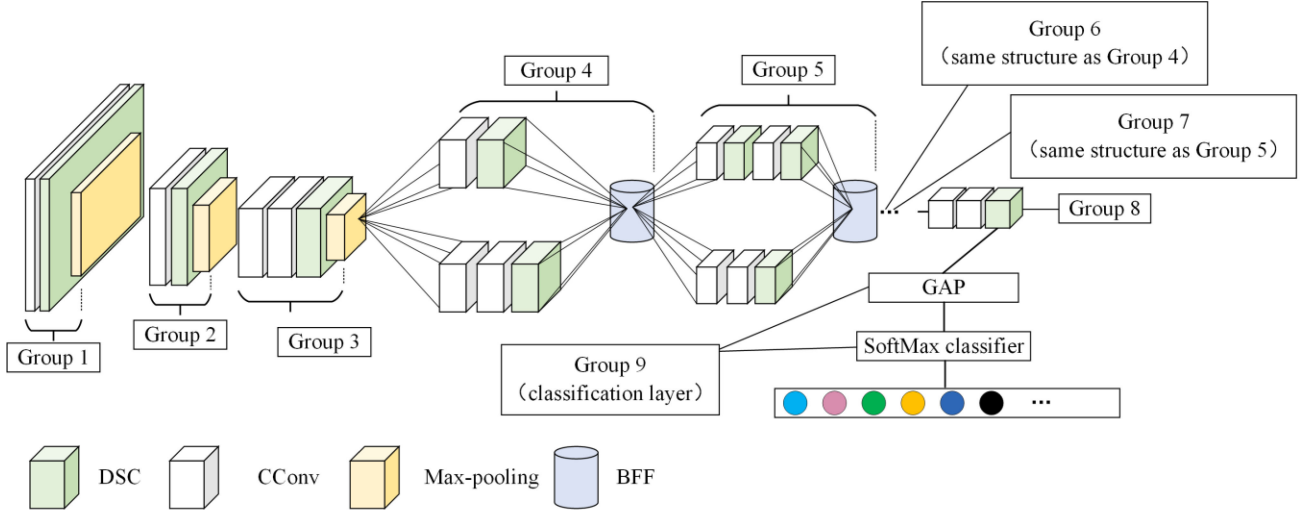 Group 6
（same structure as Group 4）
Group 4
Group 5
Group 7
（same structure as Group 5）
Group 8
Group 1
Group 2
Group 3
GAP
SoftMax classifier
Group 9
（classification layer）
...
DSC
CConv
Max-pooling
BFF